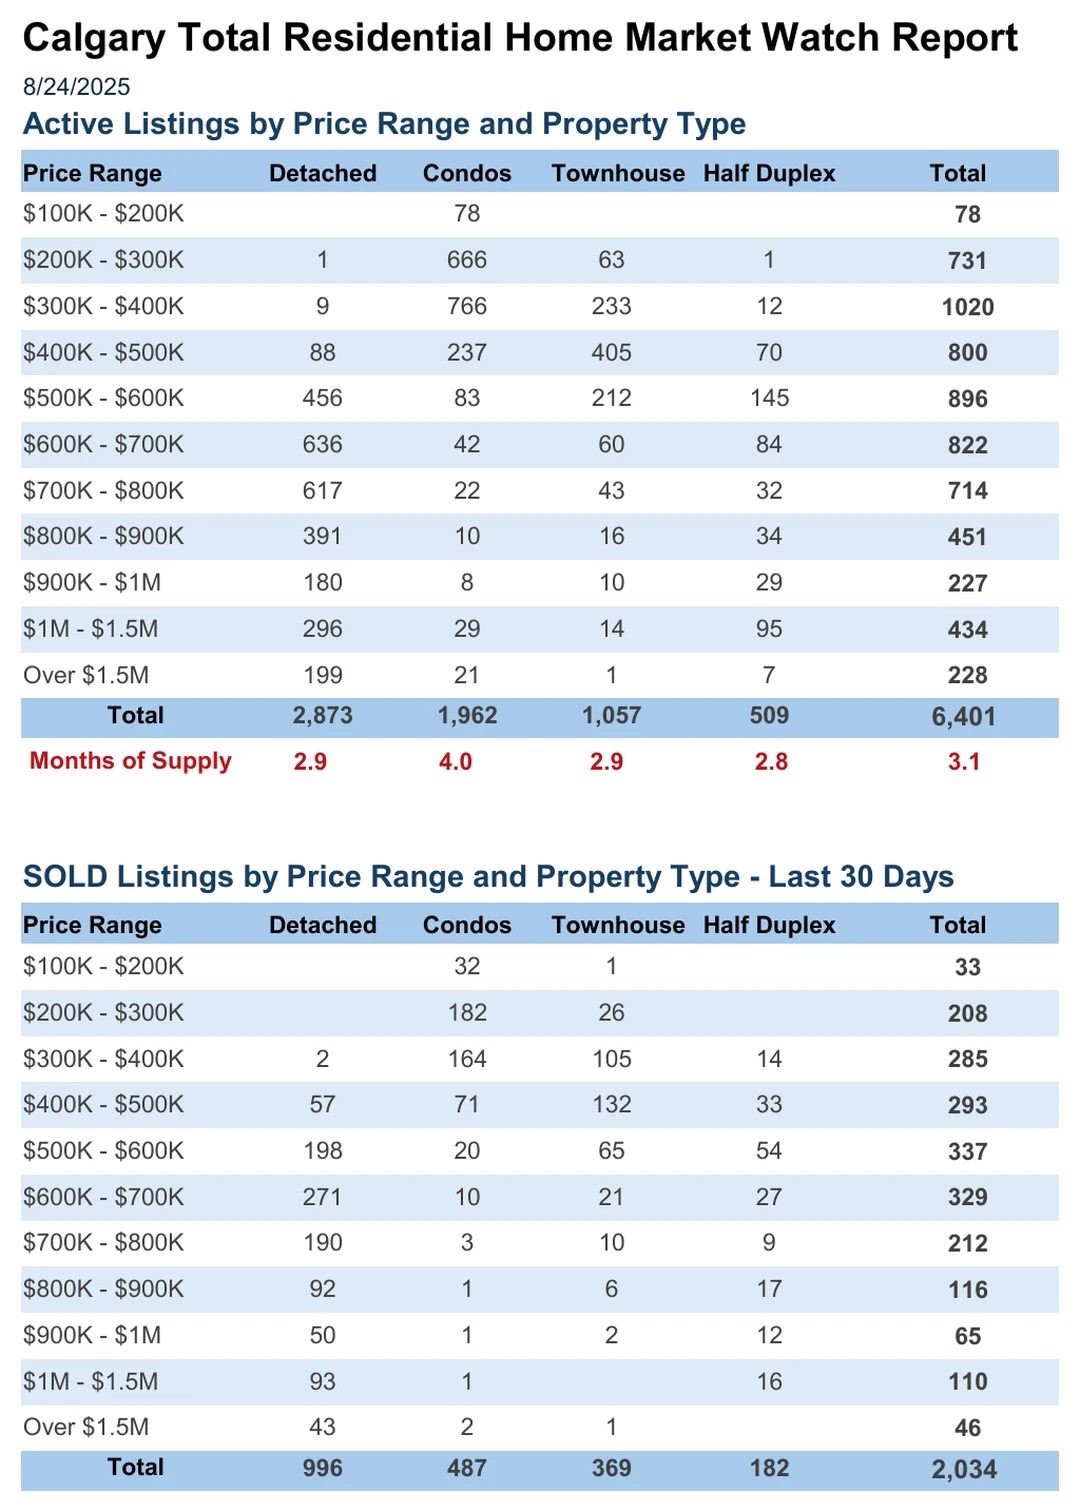 Calgary Total Residential Home Market Watch Report
8/24/2025
Active Listings by Price Range and Property Type
Price Range Detached Condos Townhouse Half Duplex Total
$100K - $200K 78 78
$200K - $300K 1 666 63 1 731
$300K - $400K 9 766 233 12 1020
$400K - $500K 88 237 405 70 800
$500K - $600K 456 83 212 145 896
$600K - $700K 636 42 60 84 822
$700K - $800K 617 22 43 32 714
$800K - $900K 391 10 16 34 451
$900K - $1M 180 8 10 29 227
$1M - $1.5M 296 29 14 95 434
Over $1.5M 199 21 1 7 228
Total 2,873 1,962 1,057 509 6,401
Months of Supply 2.9 4.0 2.9 2.8 3.1
SOLD Listings by Price Range and Property Type - Last 30 Days
Price Range Detached Condos Townhouse Half Duplex Total
$100K - $200K 32 1 33
$200K - $300K 182 26 208
$300K - $400K 2 164 105 14 285
$400K - $500K 57 71 132 33 293
$500K - $600K 198 20 65 54 337
$600K - $700K 271 10 21 27 329
$700K - $800K 190 3 10 9 212
$800K - $900K 92 1 6 17 116
$900K - $1M 50 1 2 12 65
$1M - $1.5M 93 1 16 110
Over $1.5M 43 2 1 46
Total 996 487 369 182 2,034